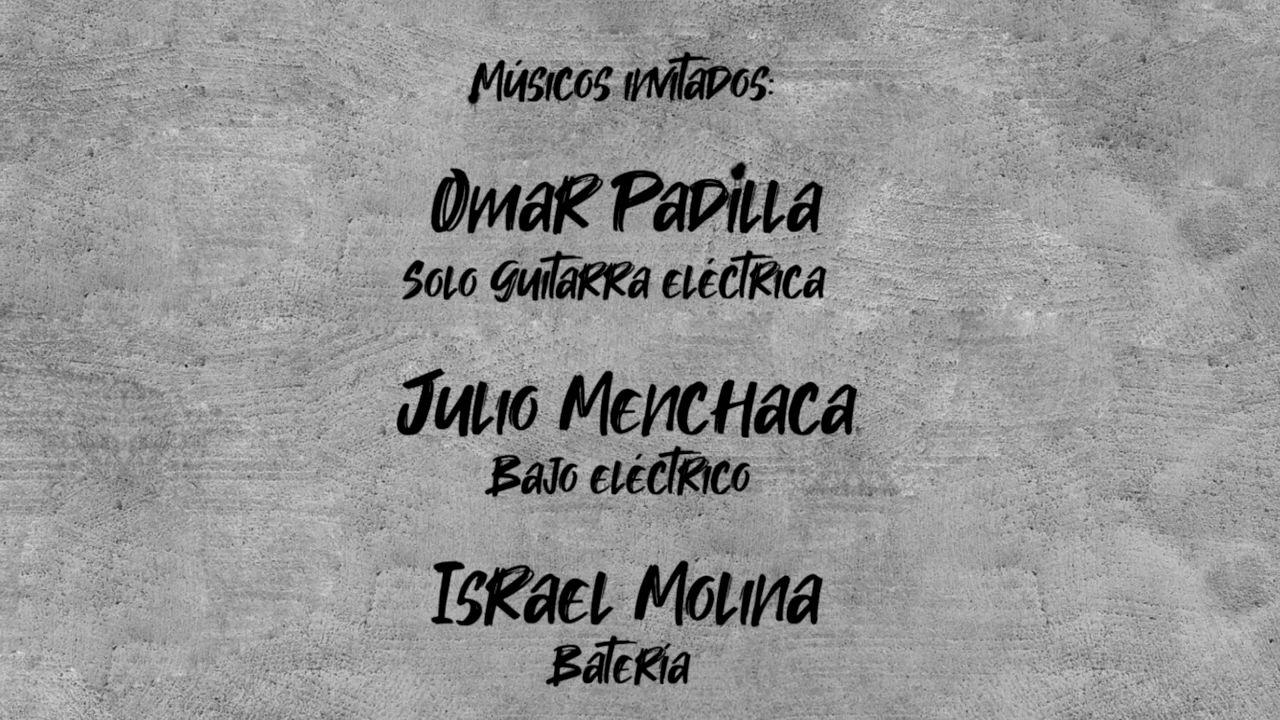 Músicos invitados:
Omar Padilla
Solo Guitarra eléctrica
Julio Menchaca
Bajo eléctrico
Israel Molina
Batería